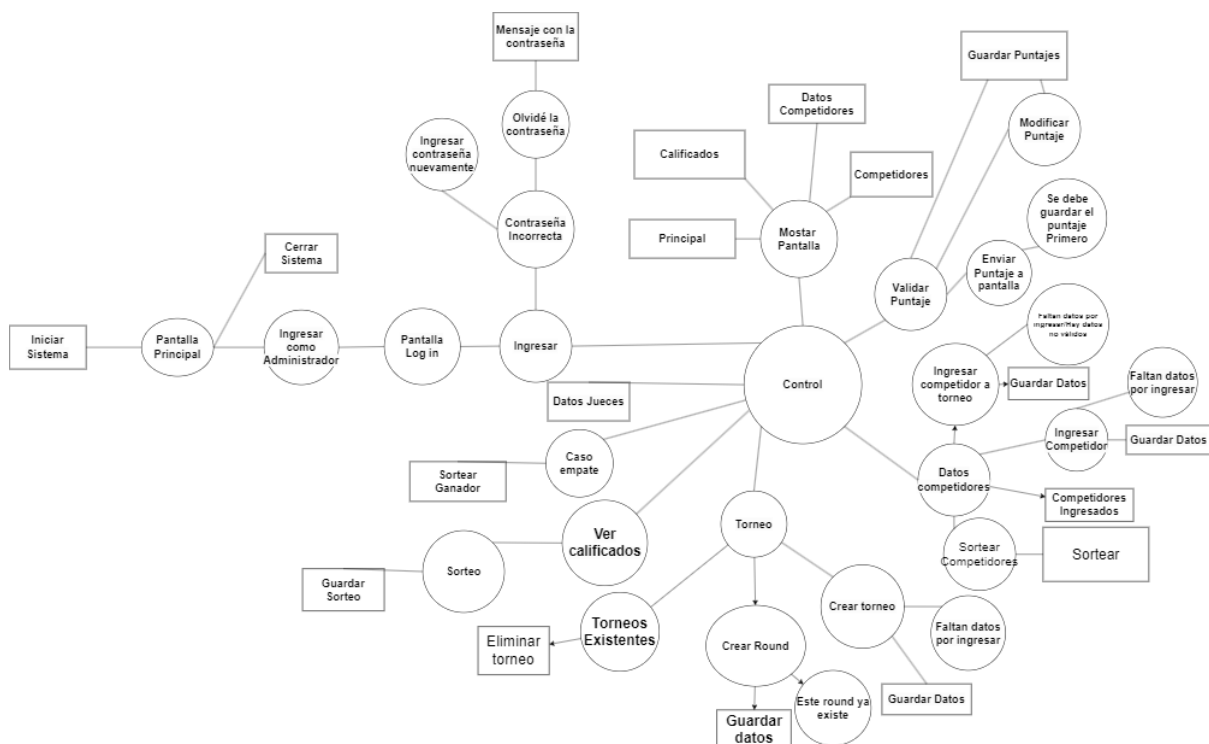 Mensaje con la
contraseña
Guardar Puntajes
Datos
Competidores
Olvidé la
contraseña
Modificar
Puntaje
Ingresar
contraseña
nuevamente
Calificados
Competidores
Se debe
guardar el
puntaje
Primero
Contraseña
Incorrecta
Principal
Mostar
Pantalla
Cerrar
Sistema
Enviar
Puntaje a
pantalla
Validar
Puntaje
Iniciar
Sistema
Pantalla
Principal
Ingresar
como
Administrador
Pantalla
Log in
Ingresar
Faltan datos por
ingresar/Hay datos
no válidos
Control
Ingresar
competidor a
torneo
Guardar Datos
Faltan datos
por ingresar
Datos Jueces
Ingresar
Competidor
Guardar Datos
Caso
empate
Sortear
Ganador
Datos
competidores
Competidores
Ingresados
Torneo
Ver
calificados
Sortear
Competidores
Sortear
Sorteo
Guardar
Sorteo
Crear torneo
Faltan datos
por ingresar
Torneos
Existentes
Eliminar
torneo
Crear Round
Este round ya
existe
Guardar Datos
Guardar
datos